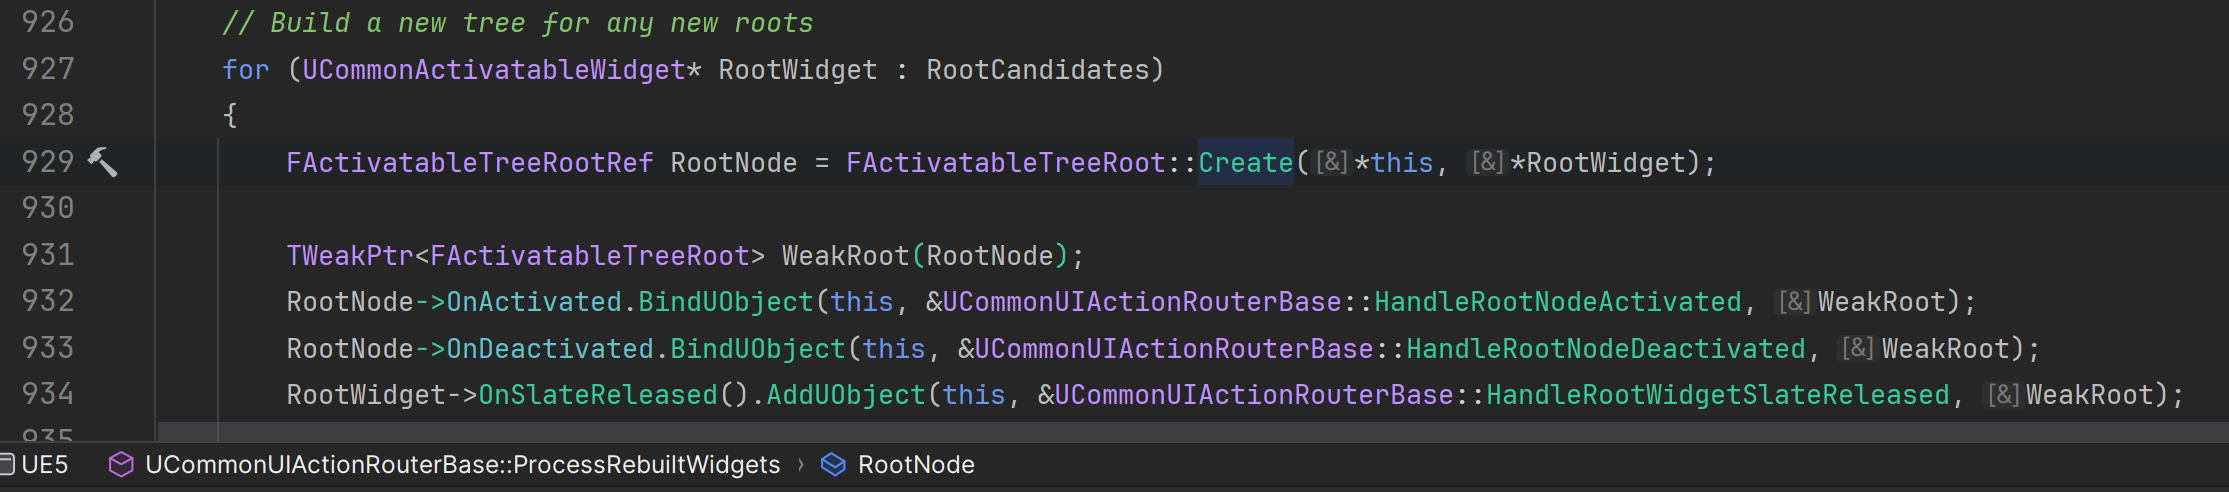 926 // Build a new tree for any new roots
927 for (UCommonActivatableWidget* RootWidget : RootCandidates)
928 {
929 FActivatableTreeRootRef RootNode = FActivatableTreeRoot::Create([&]*this, [&]*RootWidget);
930
931 TWeakPtr<FActivatableTreeRoot> WeakRoot(RootNode);
932 RootNode->OnActivated.BindUObject(this, &UCommonUIActionRouterBase::HandleRootNodeActivated, [&]WeakRoot);
933 RootNode->OnDeactivated.BindUObject(this, &UCommonUIActionRouterBase::HandleRootNodeDeactivated, [&]WeakRoot);
934 RootWidget->OnSlateReleased().AddUObject(this, &UCommonUIActionRouterBase::HandleRootWidgetSlateReleased, [&]WeakRoot);
935
UE5 UCommonUIActionRouterBase::ProcessRebuiltWidgets › RootNode